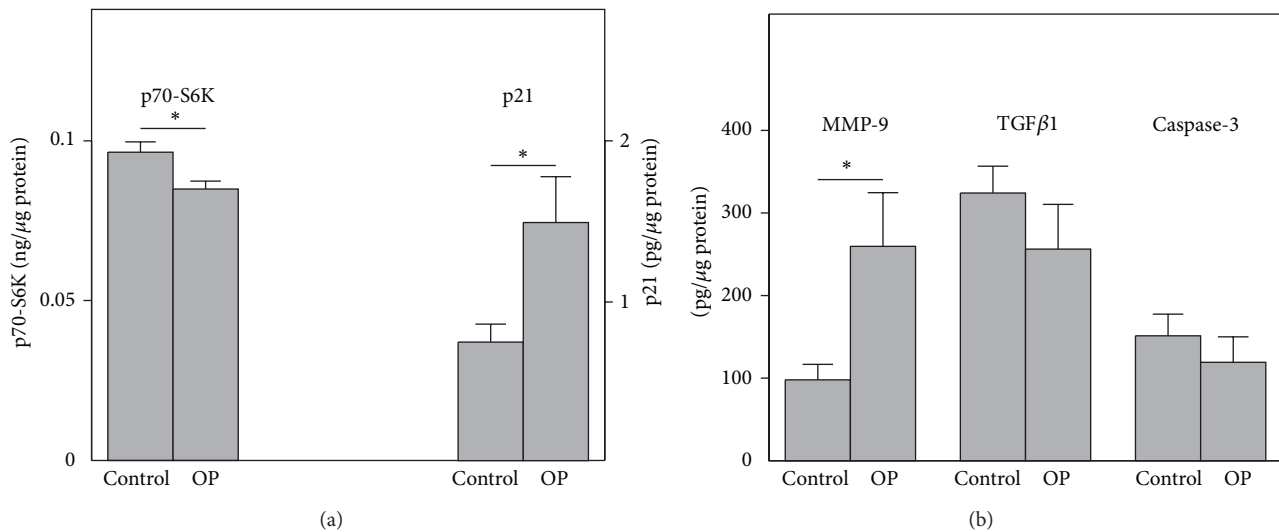 p70-S6K
p21
*
*
0.1
0.05
0
p70-S6K (ng/μg protein)
2
1
p21 (pg/μg protein)
Control OP
Control OP
(a)
MMP-9
TGFβ1
Caspase-3
*
400
300
200
100
0
(pg/μg protein)
Control OP
Control OP
Control OP
(b)